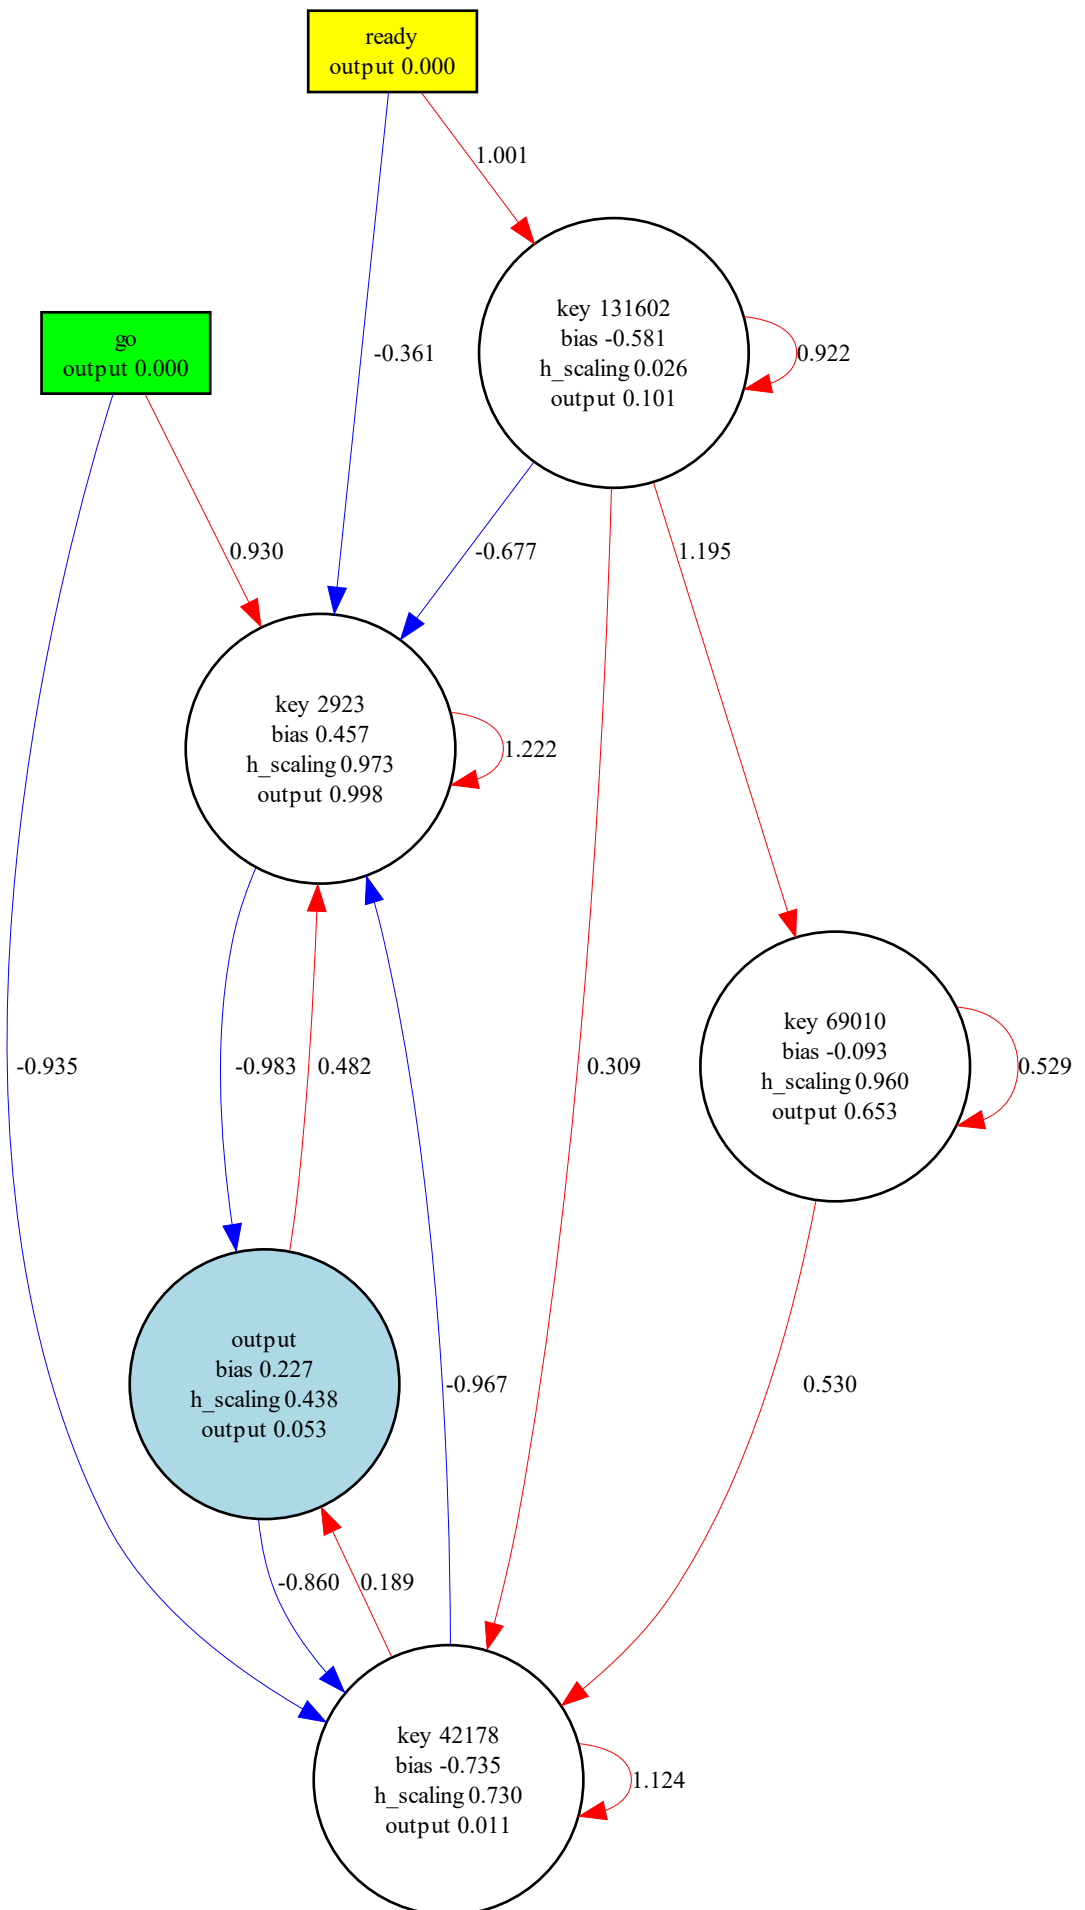 ready
output 0.000
1.001
go
output 0.000
-0.361
key 131602
bias -0.581
h_scaling 0.026
output 0.101
0.922
0.930
-0.677
1.195
key 2923
bias 0.457
h_scaling 0.973
output 0.998
1.222
-0.935
-0.983
0.482
0.309
key 69010
bias -0.093
h_scaling 0.960
output 0.653
0.529
output
bias 0.227
h_scaling 0.438
output 0.053
-0.967
0.530
-0.860
0.189
key 42178
bias -0.735
h_scaling 0.730
output 0.011
1.124